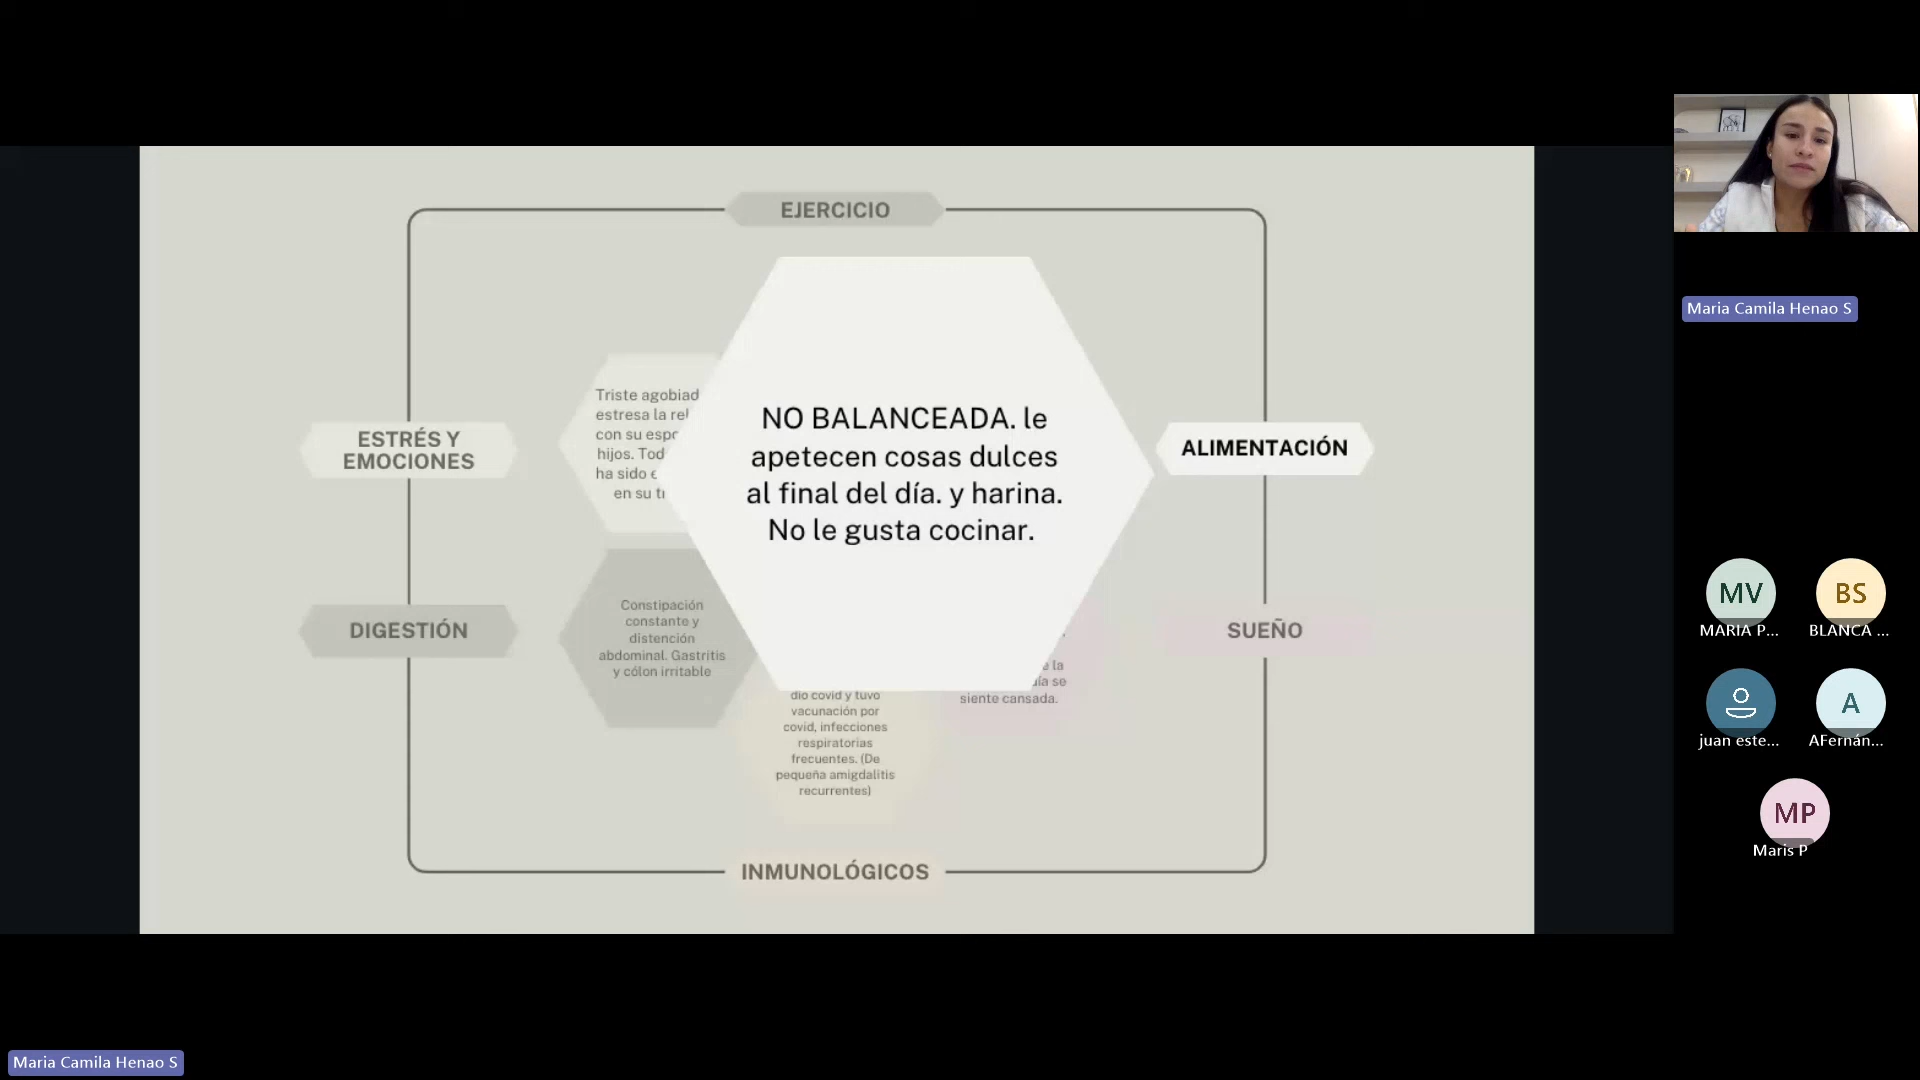 EJERCICIO
Triste agobiad
estresa la rel
con su espo
hijos. Tod
ha sido
en su
NO BALANCEADA. le
apetecen cosas dulces
al final del día. y harina.
No le gusta cocinar.
ESTRÉS Y
EMOCIONES
ALIMENTACIÓN
DIGESTIÓN
Constipación
constante y
distención
abdominal. Gastritis
y cólon irritable
SUEÑO
la
día se
siente cansada.
dio covid y tuvo
vacunación por
covid, infecciones
respiratorias
frecuentes. (De
pequeña amigdalitis
recurrentes)
INMUNOLÓGICOS
Maria Camila Henao S
MV
MARIA P...
BS
BLANCA ...
juan este...
A
AFernán...
MP
Maris P
Maria Camila Henao S